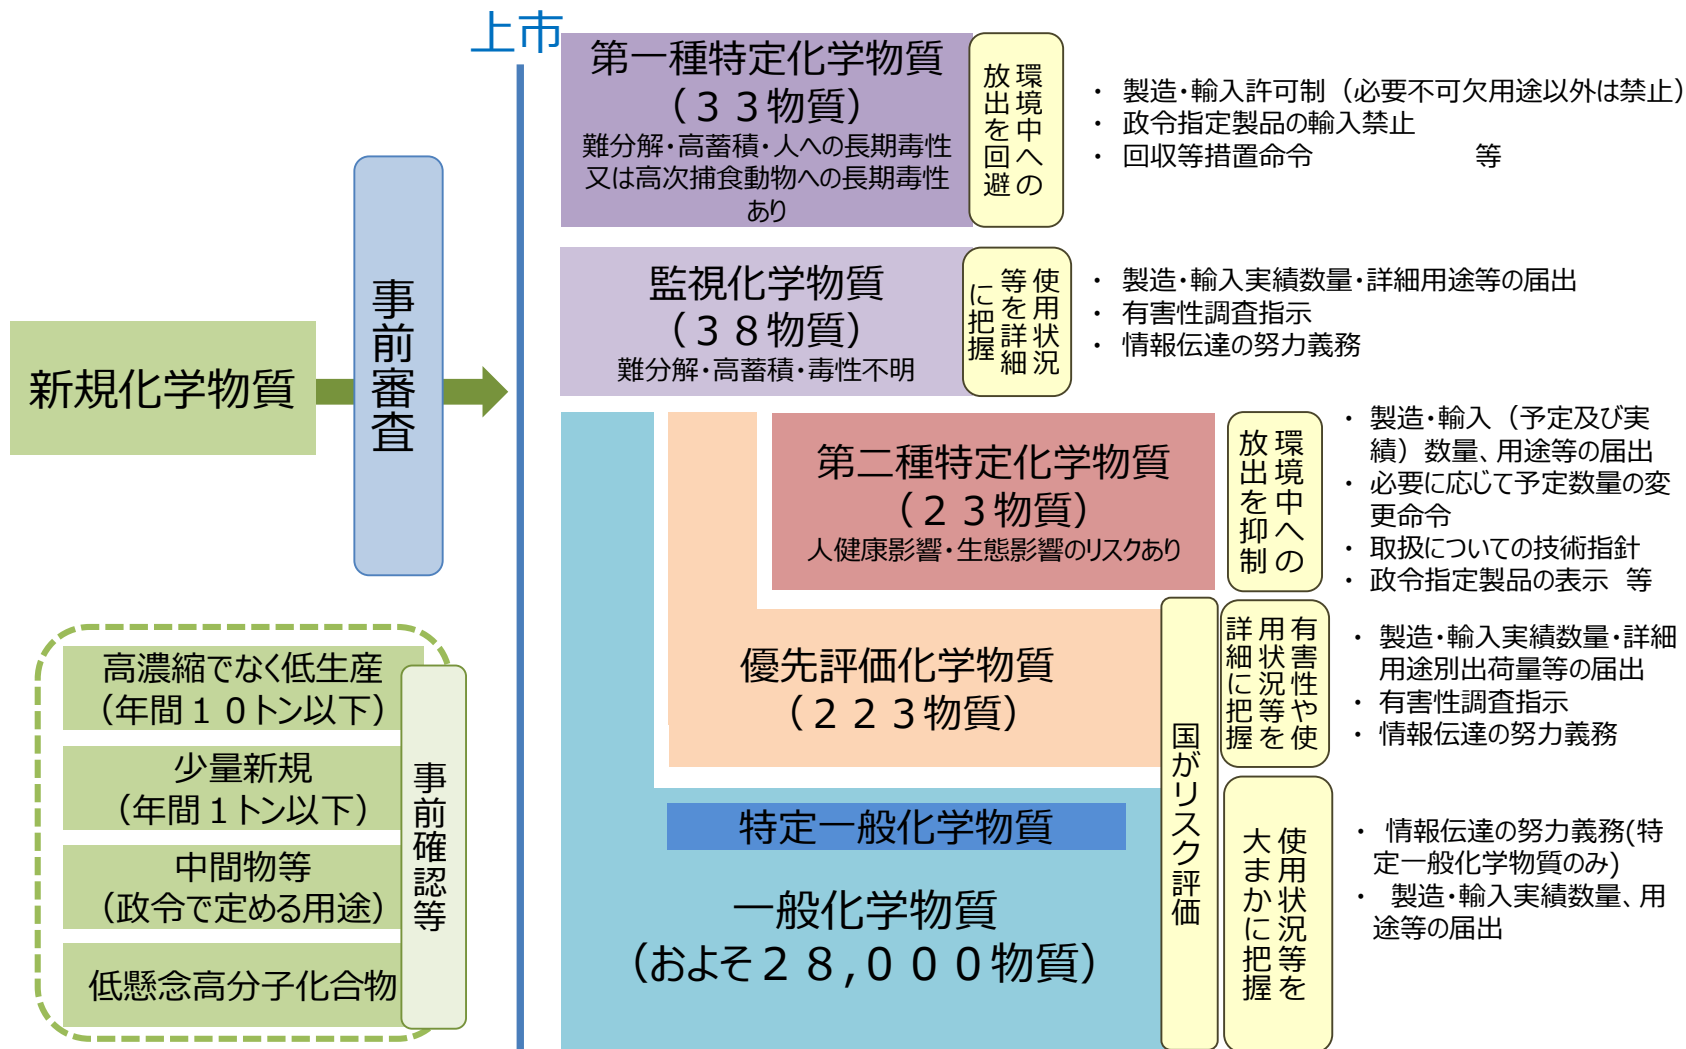 上市
第一種特定化学物質
（３３物質）
難分解・高蓄積・人への長期毒性
又は高次捕食動物への長期毒性
あり
環境中への
放出を回避
・ 製造・輸入許可制（必要不可欠用途以外は禁止）
・ 政令指定製品の輸入禁止
・ 回収等措置命令　　　　　　等
監視化学物質
（３８物質）
難分解・高蓄積・毒性不明
使用状況
等を詳細
に把握
・ 製造・輸入実績数量・詳細用途等の届出
・ 有害性調査指示
・ 情報伝達の努力義務
新規化学物質
事前審査
第二種特定化学物質
（２３物質）
人健康影響・生態影響のリスクあり
環境中への
放出を抑制
・ 製造・輸入（予定及び実
績）数量、用途等の届出
・ 必要に応じて予定数量の変
更命令
・ 取扱についての技術指針
・ 政令指定製品の表示　等
優先評価化学物質
（２２３物質）
有害性や使
用状況等を
詳細に把握
・ 製造・輸入実績数量・詳細
用途別出荷量等の届出
・ 有害性調査指示
・ 情報伝達の努力義務
国がリスク評価
特定一般化学物質
一般化学物質
（およそ２８，０００物質）
使用状況等を
大まかに把握
・ 情報伝達の努力義務(特
定一般化学物質のみ)
・ 製造・輸入実績数量、用
途等の届出
高濃縮でなく低生産
（年間１０トン以下）
少量新規
（年間１トン以下）
中間物等
（政令で定める用途）
低懸念高分子化合物
事前確認等